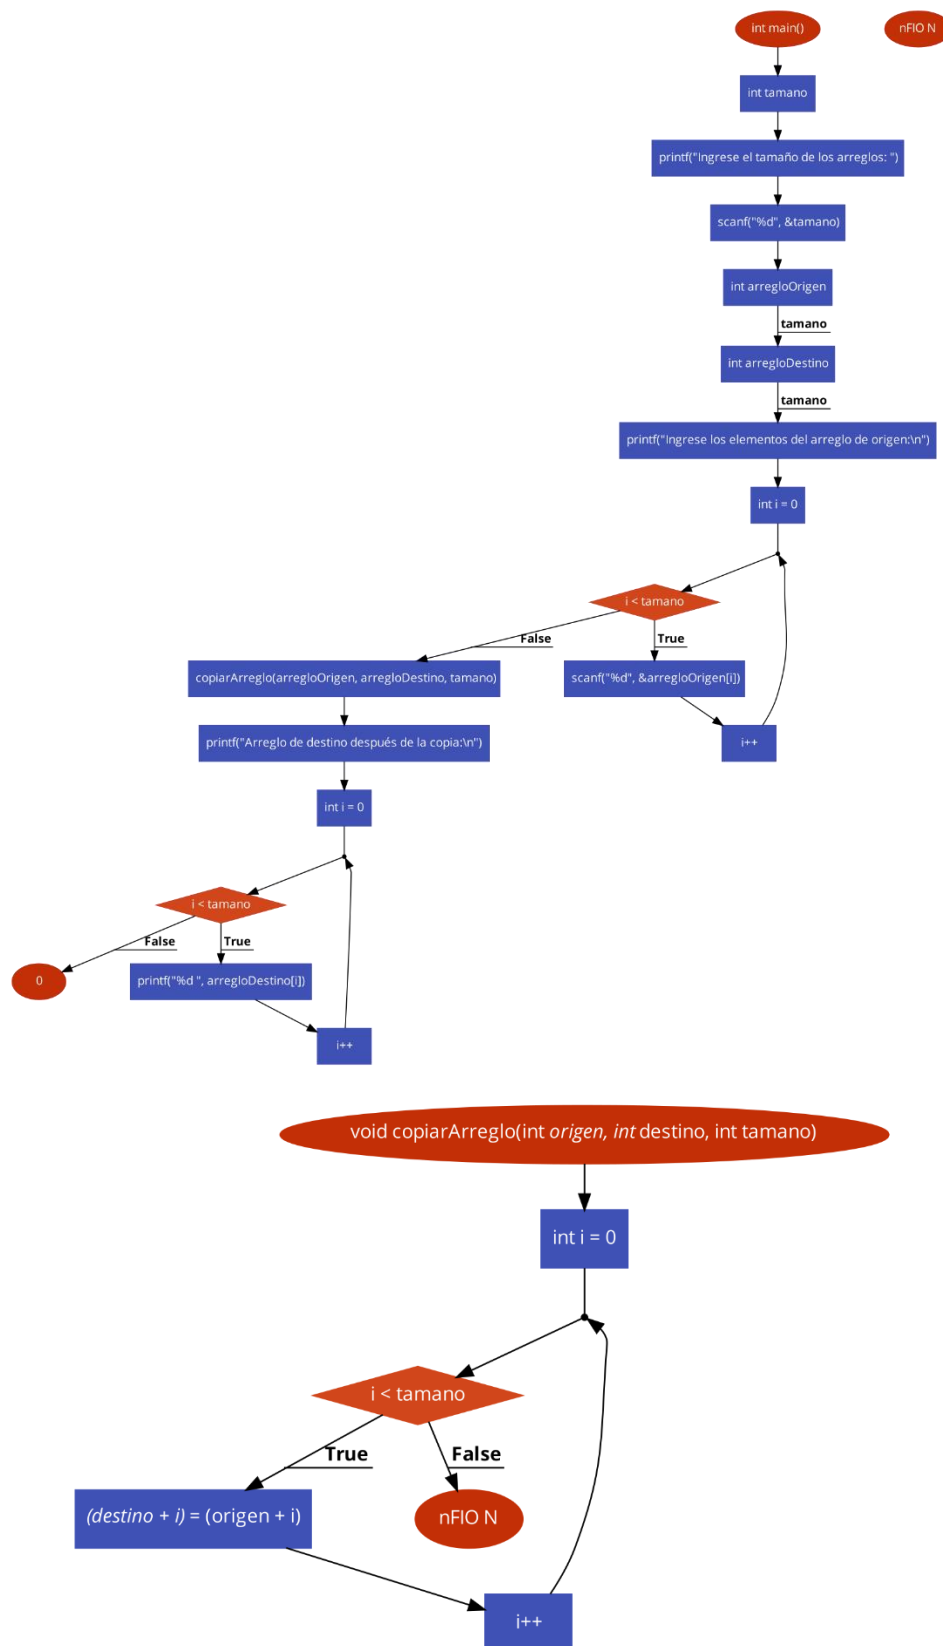 int main()
nFIO N
int tamano
printf("Ingrese el tamaño de los arreglos: ")
scanf("%d", &tamano)
int arregloOrigen
tamano
int arregloDestino
tamano
printf("Ingrese los elementos del arreglo de origen:\n")
int i = 0
i < tamano
False
True
copiarArreglo(arregloOrigen, arregloDestino, tamano)
scanf("%d", &arregloOrigen[i])
printf("Arreglo de destino después de la copia:\n")
i++
int i = 0
i < tamano
False
True
0
printf("%d ", arregloDestino[i])
i++
void copiarArreglo(int origen, int destino, int tamano)
int i = 0
i < tamano
True
False
(destino + i) = (origen + i)
nFIO N
i++